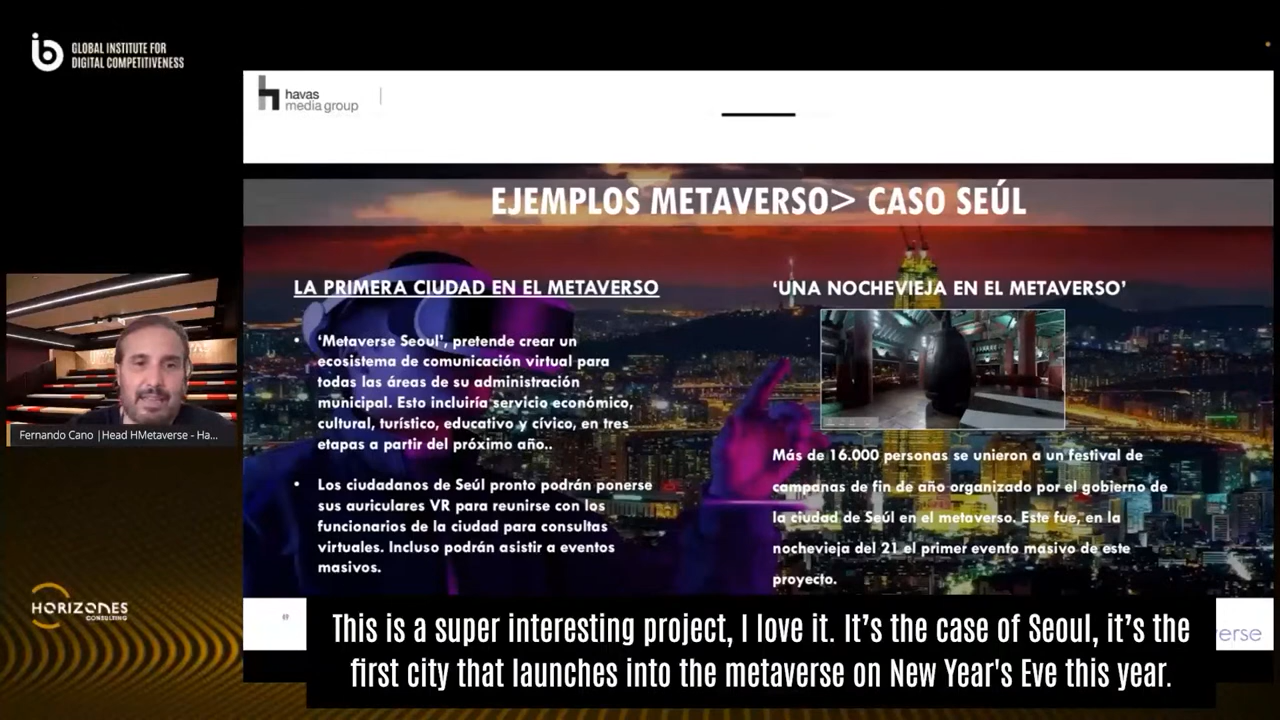 GLOBAL INSTITUTE FOR
DIGITAL COMPETITIVENESS
havas
media group
EJEMPLOS METAVERSO> CASO SEÚL
LA PRIMERA CIUDAD EN EL METAVERSO
• ‘Metaverse Seoul’, pretende crear un
ecosistema de comunicación virtual para
todas las áreas de su administración
municipal. Esto incluiría servicio económico,
cultural, turístico, educativo y cívico, en tres
etapas a partir del próximo año..
• Los ciudadanos de Seúl pronto podrán ponerse
sus auriculares VR para reunirse con los
funcionarios de la ciudad para consultas
virtuales. Incluso podrán asistir a eventos
masivos.
‘UNA NOCHEVIEJA EN EL METAVERSO’
Más de 16.000 personas se unieron a un festival de
campanas de fin de año organizado por el gobierno de
la ciudad de Seúl en el metaverso. Este fue, en la
nochevieja del 21 el primer evento masivo de este
proyecto.
Fernando Cano |Head HMetaverse - Ha...
HORIZONES
CONSULTING
erse
This is a super interesting project, I love it. It’s the case of Seoul, it’s the
first city that launches into the metaverse on New Year's Eve this year.